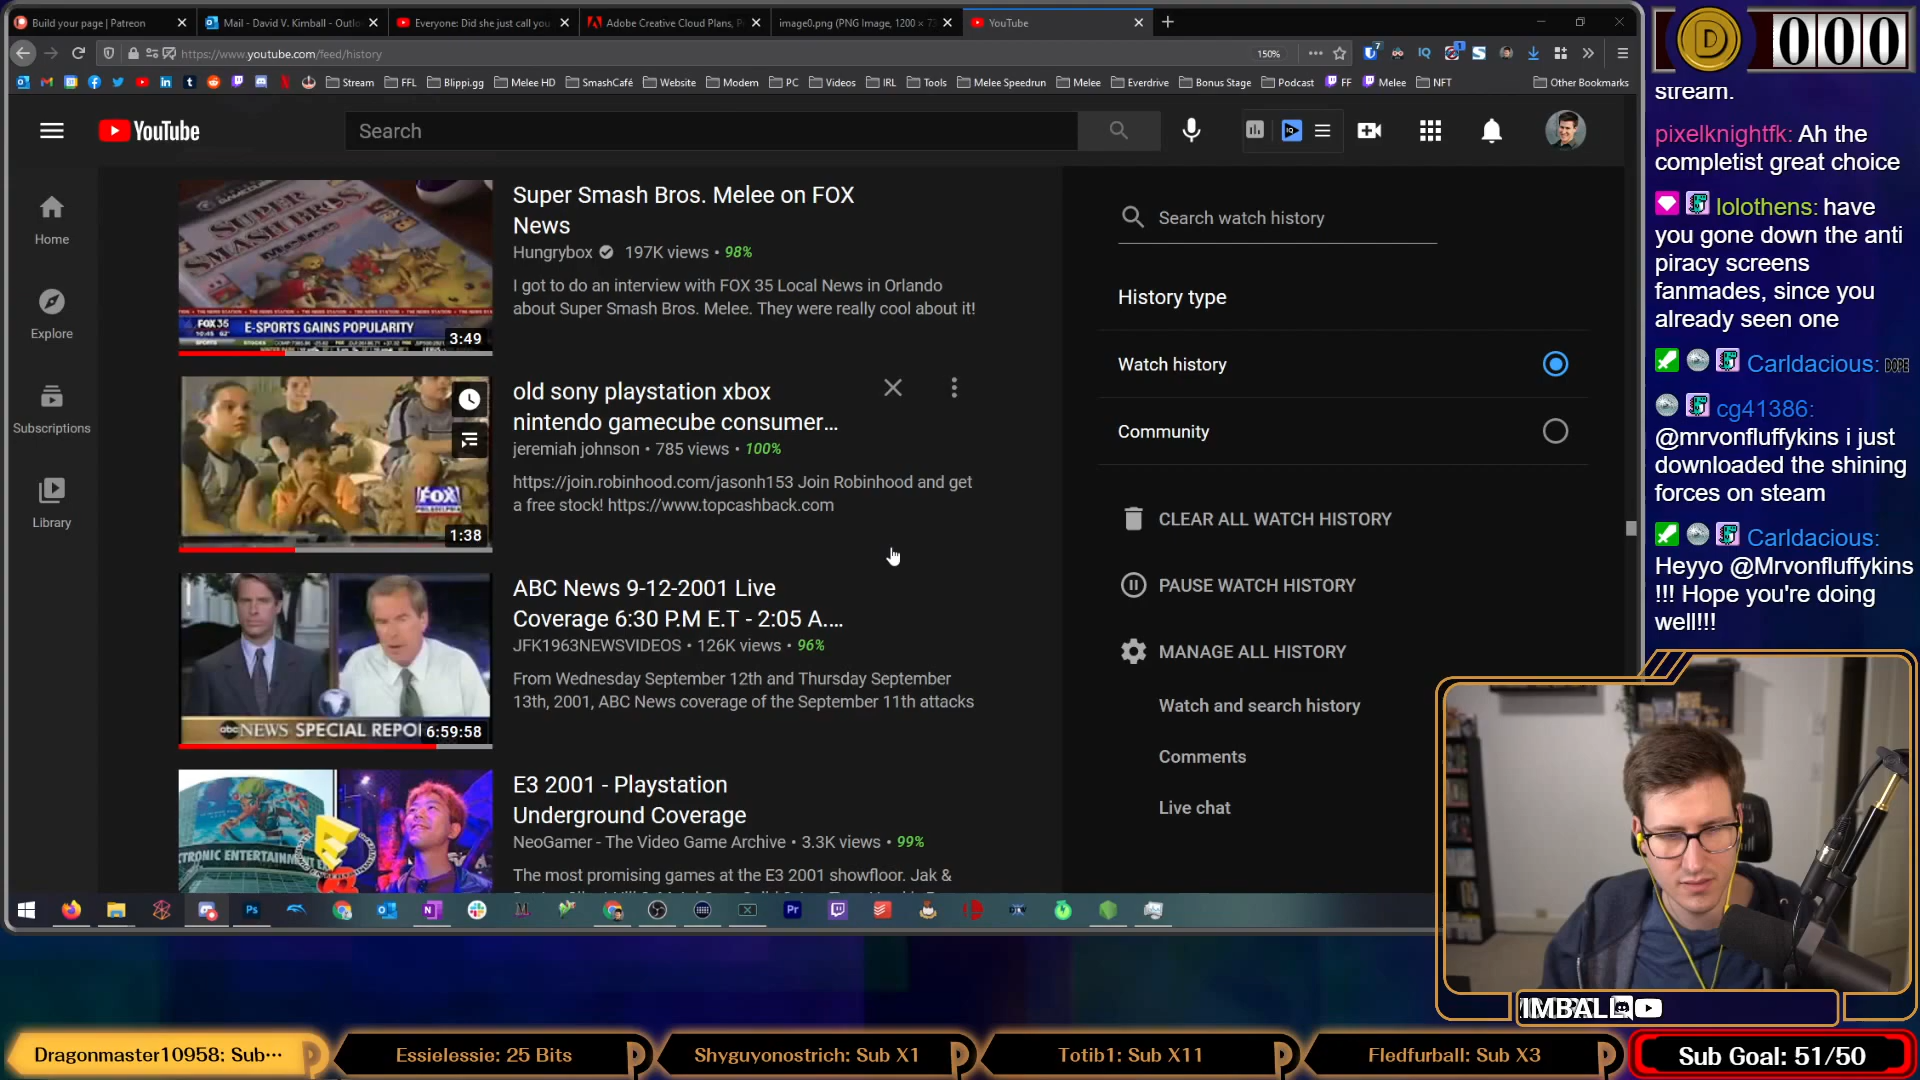 Build your page | Patreon
Mail - David V. Kimball - Outlo
Everyone: Did she just call you
Adobe Creative Cloud Plans, P
image0.png (PNG Image, 1200 × 7
YouTube
https://www.youtube.com/feed/history
150%
Stream
FFL
Blippi.gg
Melee HD
SmashCafé
Website
Modem
PC
Videos
IRL
Tools
Melee Speedrun
Melee
Everdrive
Bonus Stage
Podcast
FF
Melee
NFT
Other Bookmarks
YouTube
Search
Home
Explore
Subscriptions
Library
SUPER
SMASH BROS.
Melee
FOX 35
E-SPORTS GAINS POPULARITY
3:49
Super Smash Bros. Melee on FOX
News
Hungrybox 197K views • 98%
I got to do an interview with FOX 35 Local News in Orlando
about Super Smash Bros. Melee. They were really cool about it!
FOX
PHILADELPHIA
1:38
old sony playstation xbox
nintendo gamecube consumer...
jeremiah johnson • 785 views • 100%
https://join.robinhood.com/jasonh153 Join Robinhood and get
a free stock! https://www.topcashback.com
abc NEWS SPECIAL REPO
6:59:58
ABC News 9-12-2001 Live
Coverage 6:30 P.M E.T - 2:05 A....
JFK1963NEWSVIDEOS • 126K views • 96%
From Wednesday September 12th and Thursday September
13th, 2001, ABC News coverage of the September 11th attacks
E3
E3 2001 - Playstation
Underground Coverage
NeoGamer - The Video Game Archive • 3.3K views • 99%
The most promising games at the E3 2001 showfloor. Jak &
Search watch history
History type
Watch history
Community
CLEAR ALL WATCH HISTORY
PAUSE WATCH HISTORY
MANAGE ALL HISTORY
Watch and search history
Comments
Live chat
000
stream.
pixelknightfk: Ah the
completist great choice
lolothens: have
you gone down the anti
piracy screens
fanmades, since you
already seen one
Carldacious: DOPE
cg41386:
@mrvonfluffykins i just
downloaded the shining
forces on steam
Carldacious:
Heyyo @Mrvonfluffykins
!!! Hope you're doing
well!!!
IMBALL
Dragonmaster10958: Sub...
Essielessie: 25 Bits
Shyguyonostrich: Sub X1
Totib1: Sub X11
Fledfurball: Sub X3
Sub Goal: 51/50